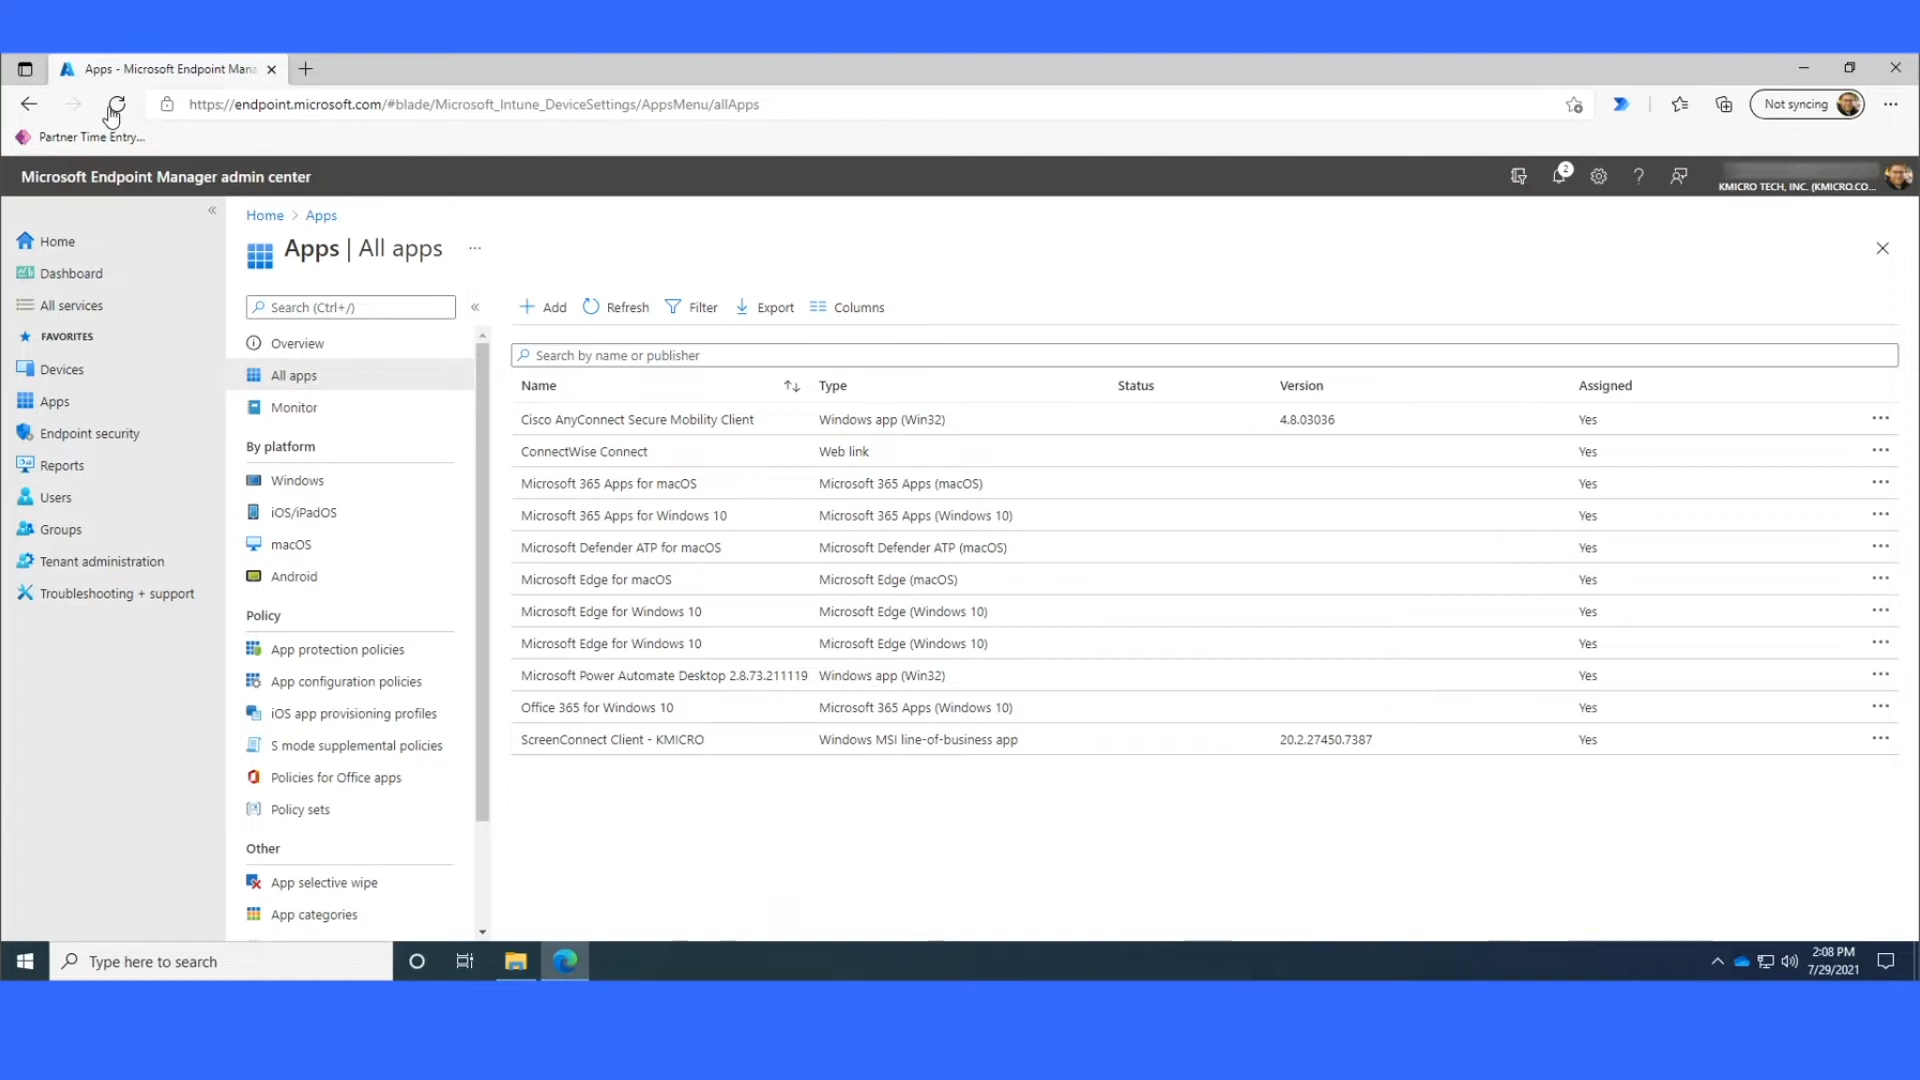 Apps - Microsoft Endpoint Mana
https://endpoint.microsoft.com/#blade/Microsoft_Intune_DeviceSettings/AppsMenu/allApps
Not syncing
Partner Time Entry...
Microsoft Endpoint Manager admin center
2
KMICRO TECH, INC. (KMICRO.CO...
Home
Dashboard
All services
FAVORITES
Devices
Apps
Endpoint security
Reports
Users
Groups
Tenant administration
Troubleshooting + support
Home > Apps
Apps | All apps
Search (Ctrl+/)
Overview
All apps
Monitor
By platform
Windows
iOS/iPadOS
macOS
Android
Policy
App protection policies
App configuration policies
iOS app provisioning profiles
S mode supplemental policies
Policies for Office apps
Policy sets
Other
App selective wipe
App categories
Add Refresh Filter Export Columns
Search by name or publisher
Name Type Status Version Assigned
Cisco AnyConnect Secure Mobility Client Windows app (Win32) 4.8.03036 Yes
ConnectWise Connect Web link Yes
Microsoft 365 Apps for macOS Microsoft 365 Apps (macOS) Yes
Microsoft 365 Apps for Windows 10 Microsoft 365 Apps (Windows 10) Yes
Microsoft Defender ATP for macOS Microsoft Defender ATP (macOS) Yes
Microsoft Edge for macOS Microsoft Edge (macOS) Yes
Microsoft Edge for Windows 10 Microsoft Edge (Windows 10) Yes
Microsoft Edge for Windows 10 Microsoft Edge (Windows 10) Yes
Microsoft Power Automate Desktop 2.8.73.211119 Windows app (Win32) Yes
Office 365 for Windows 10 Microsoft 365 Apps (Windows 10) Yes
ScreenConnect Client - KMICRO Windows MSI line-of-business app 20.2.27450.7387 Yes
Type here to search
2:08 PM
7/29/2021